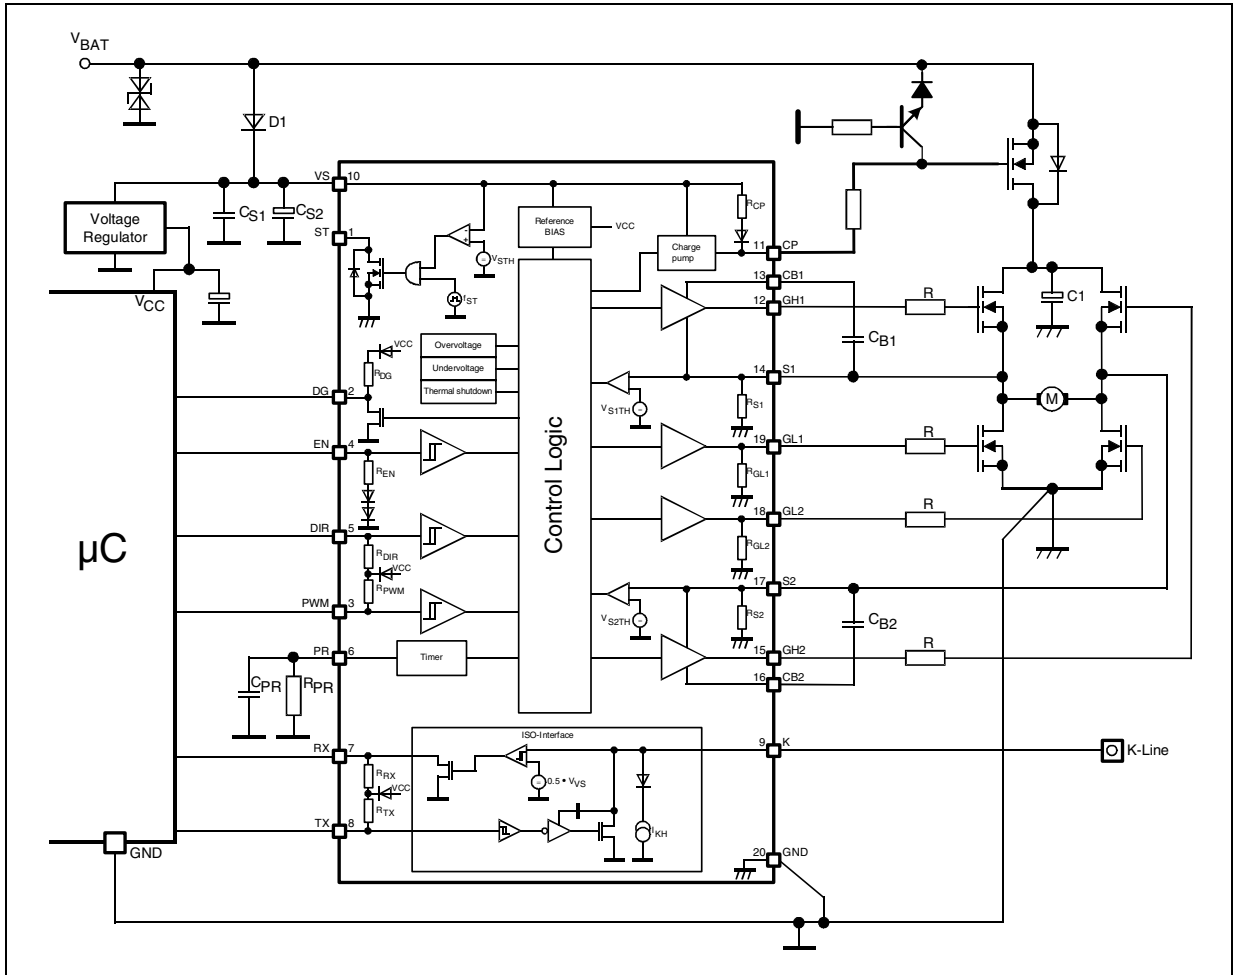 VBAT
D1
VS 10
RCP
Voltage
Regulator
CS1
CS2
Reference
BIAS
VCC
ST 1
VSTH
Charge
pump
11 CP
13 CB1
12 GH1
R
C1
VCC
fST
CB1
Overvoltage
Undervoltage
Thermal shutdown
VCC
RDG
14 S1
DG 2
VS1TH
RS1
M
EN 4
19 GL1
R
REN
RGL1
Control Logic
18 GL2
R
µC
DIR 5
RDIR
VCC
RPWM
RGL2
17 S2
PWM 3
VS2TH
RS2
CB2
PR 6
Timer
15 GH2
R
16 CB2
CPR
RPR
ISO-Interface
RX 7
9 K
K-Line
RRX
VCC
RTX
0.5 • VVS
TX 8
IKH
GND
20 GND